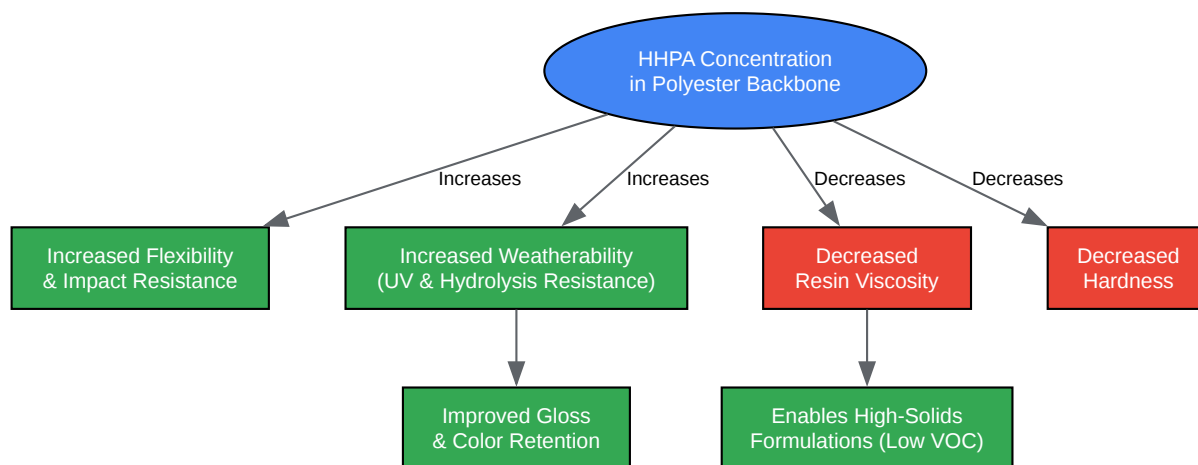 HHPA Concentration
in Polyester Backbone
Increases
Increases
Decreases
Decreases
Increased Flexibility
& Impact Resistance
Increased Weatherability
(UV & Hydrolysis Resistance)
Decreased
Resin Viscosity
Decreased
Hardness
Improved Gloss
& Color Retention
Enables High-Solids
Formulations (Low VOC)